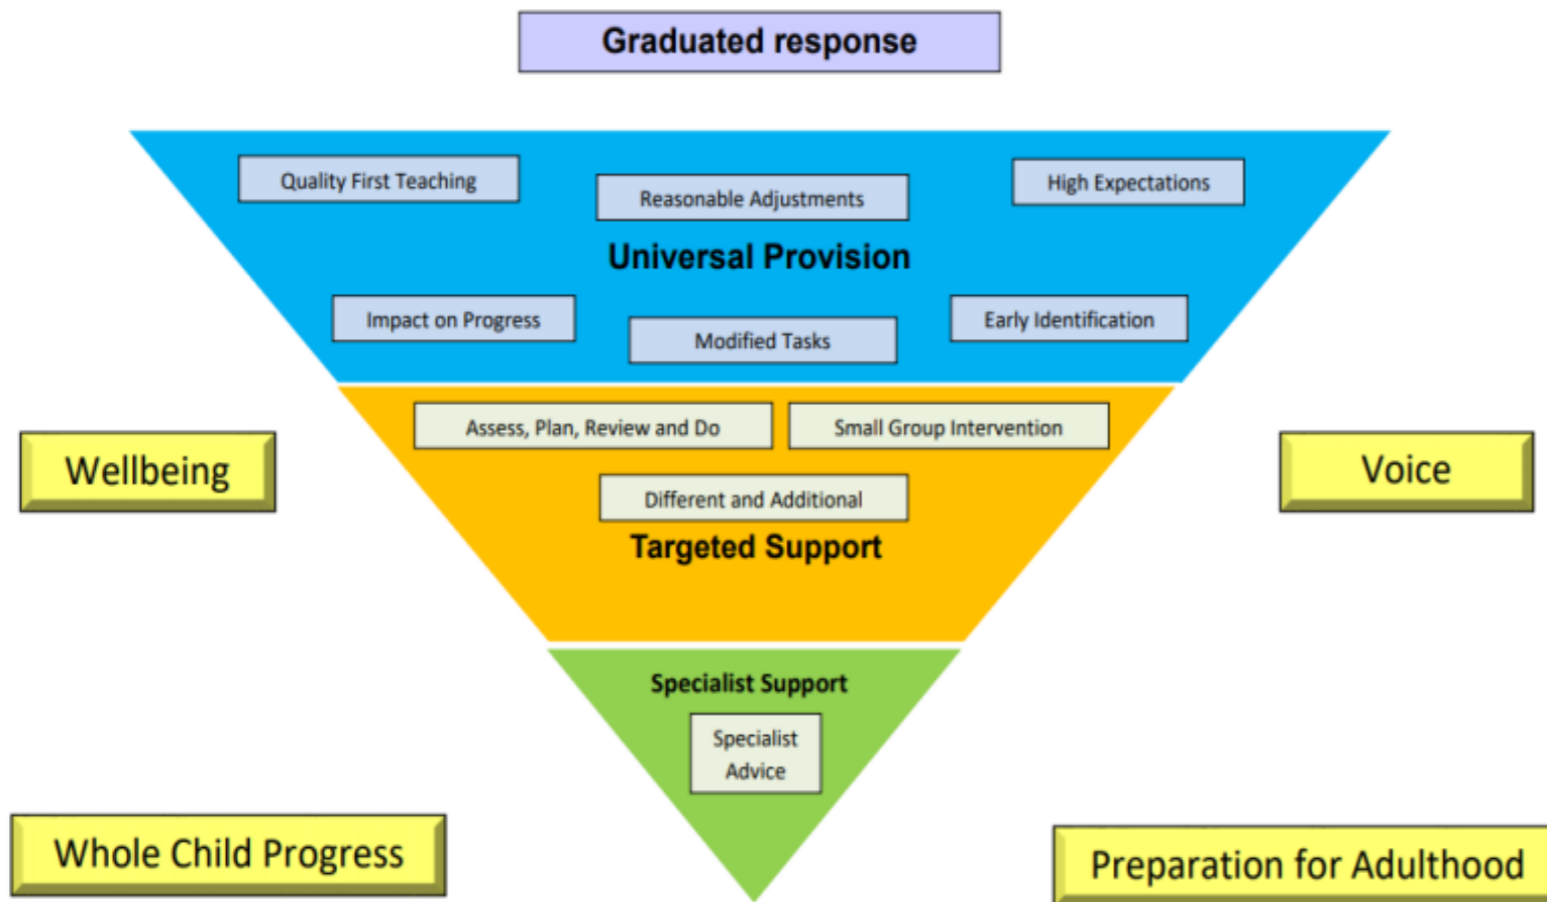 Graduated response
Quality First Teaching
Reasonable Adjustments
High Expectations
Universal Provision
Impact on Progress
Modified Tasks
Early Identification
Assess, Plan, Review and Do
Small Group Intervention
Wellbeing
Different and Additional
Voice
Targeted Support
Specialist Support
Specialist
Advice
Whole Child Progress
Preparation for Adulthood